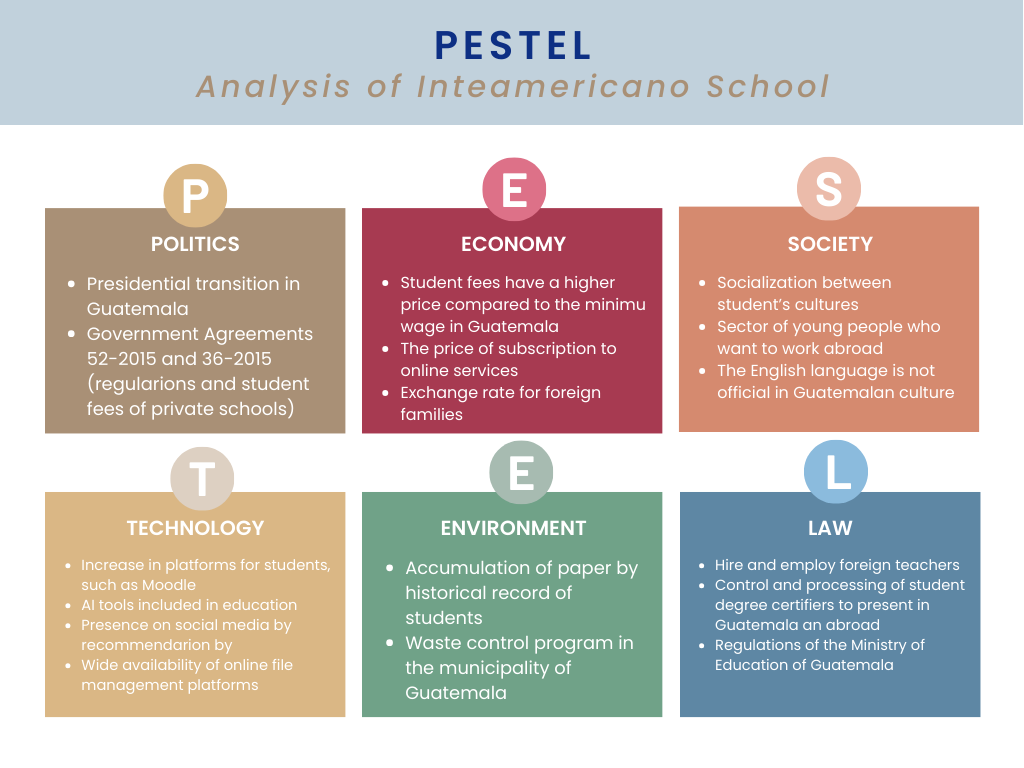 PESTEL
Analysis of Inteamericano School
P
POLITICS
• Presidential transition in
Guatemala
• Government Agreements
52-2015 and 36-2015
(regularions and student
fees of private schools)
E
ECONOMY
• Student fees have a higher
price compared to the minimu
wage in Guatemala
• The price of subscription to
online services
• Exchange rate for foreign
families
S
SOCIETY
• Socialization between
student's cultures
• Sector of young people who
want to work abroad
• The English language is not
official in Guatemalan culture
T
TECHNOLOGY
• Increase in platforms for students,
such as Moodle
• AI tools included in education
• Presence on social media by
recommendarion by
• Wide availability of online file
management platforms
E
ENVIRONMENT
• Accumulation of paper by
historical record of
students
• Waste control program in
the municipality of
Guatemala
L
LAW
• Hire and employ foreign teachers
• Control and processing of student
degree certifiers to present in
Guatemala an abroad
• Regulations of the Ministry of
Education of Guatemala